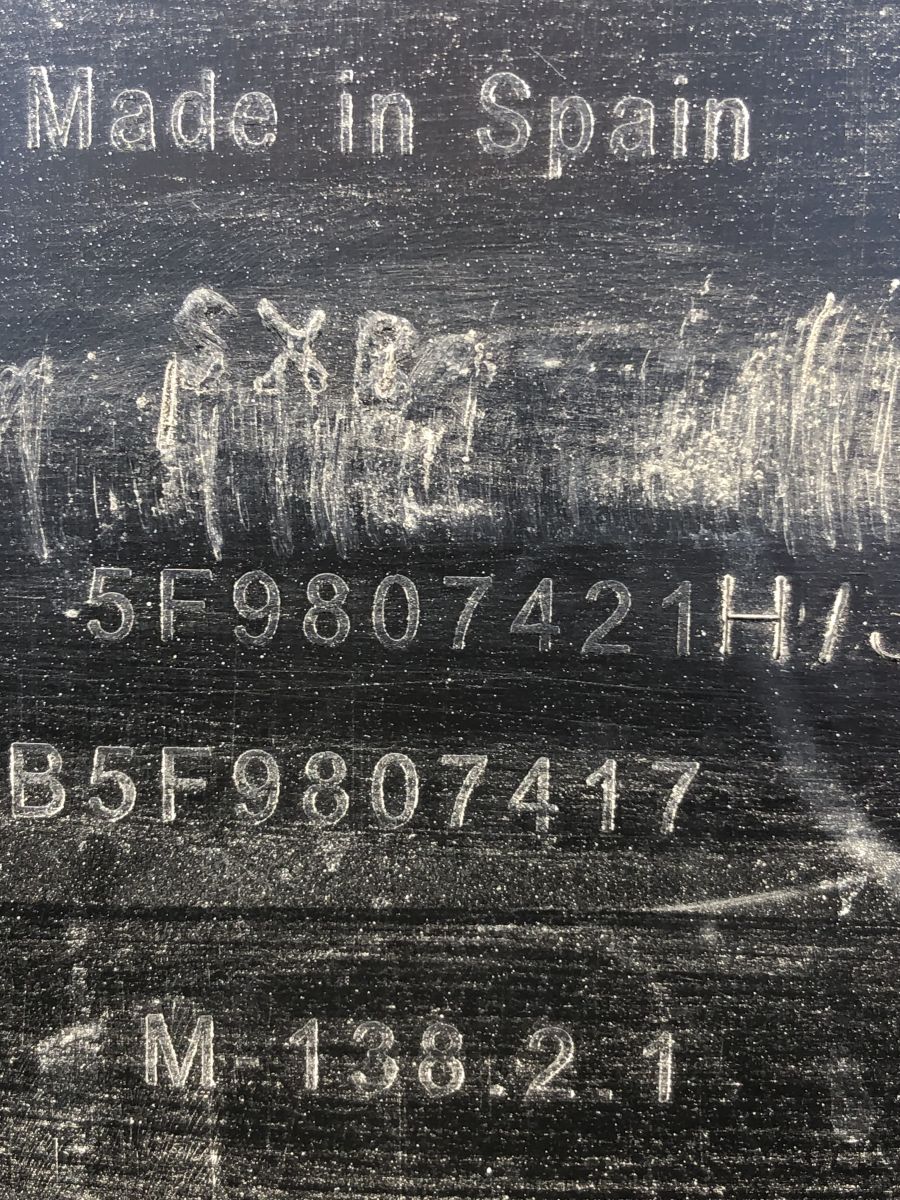 Made in Spain
5F9807421H/J
B5F9807417
M-138.2.1